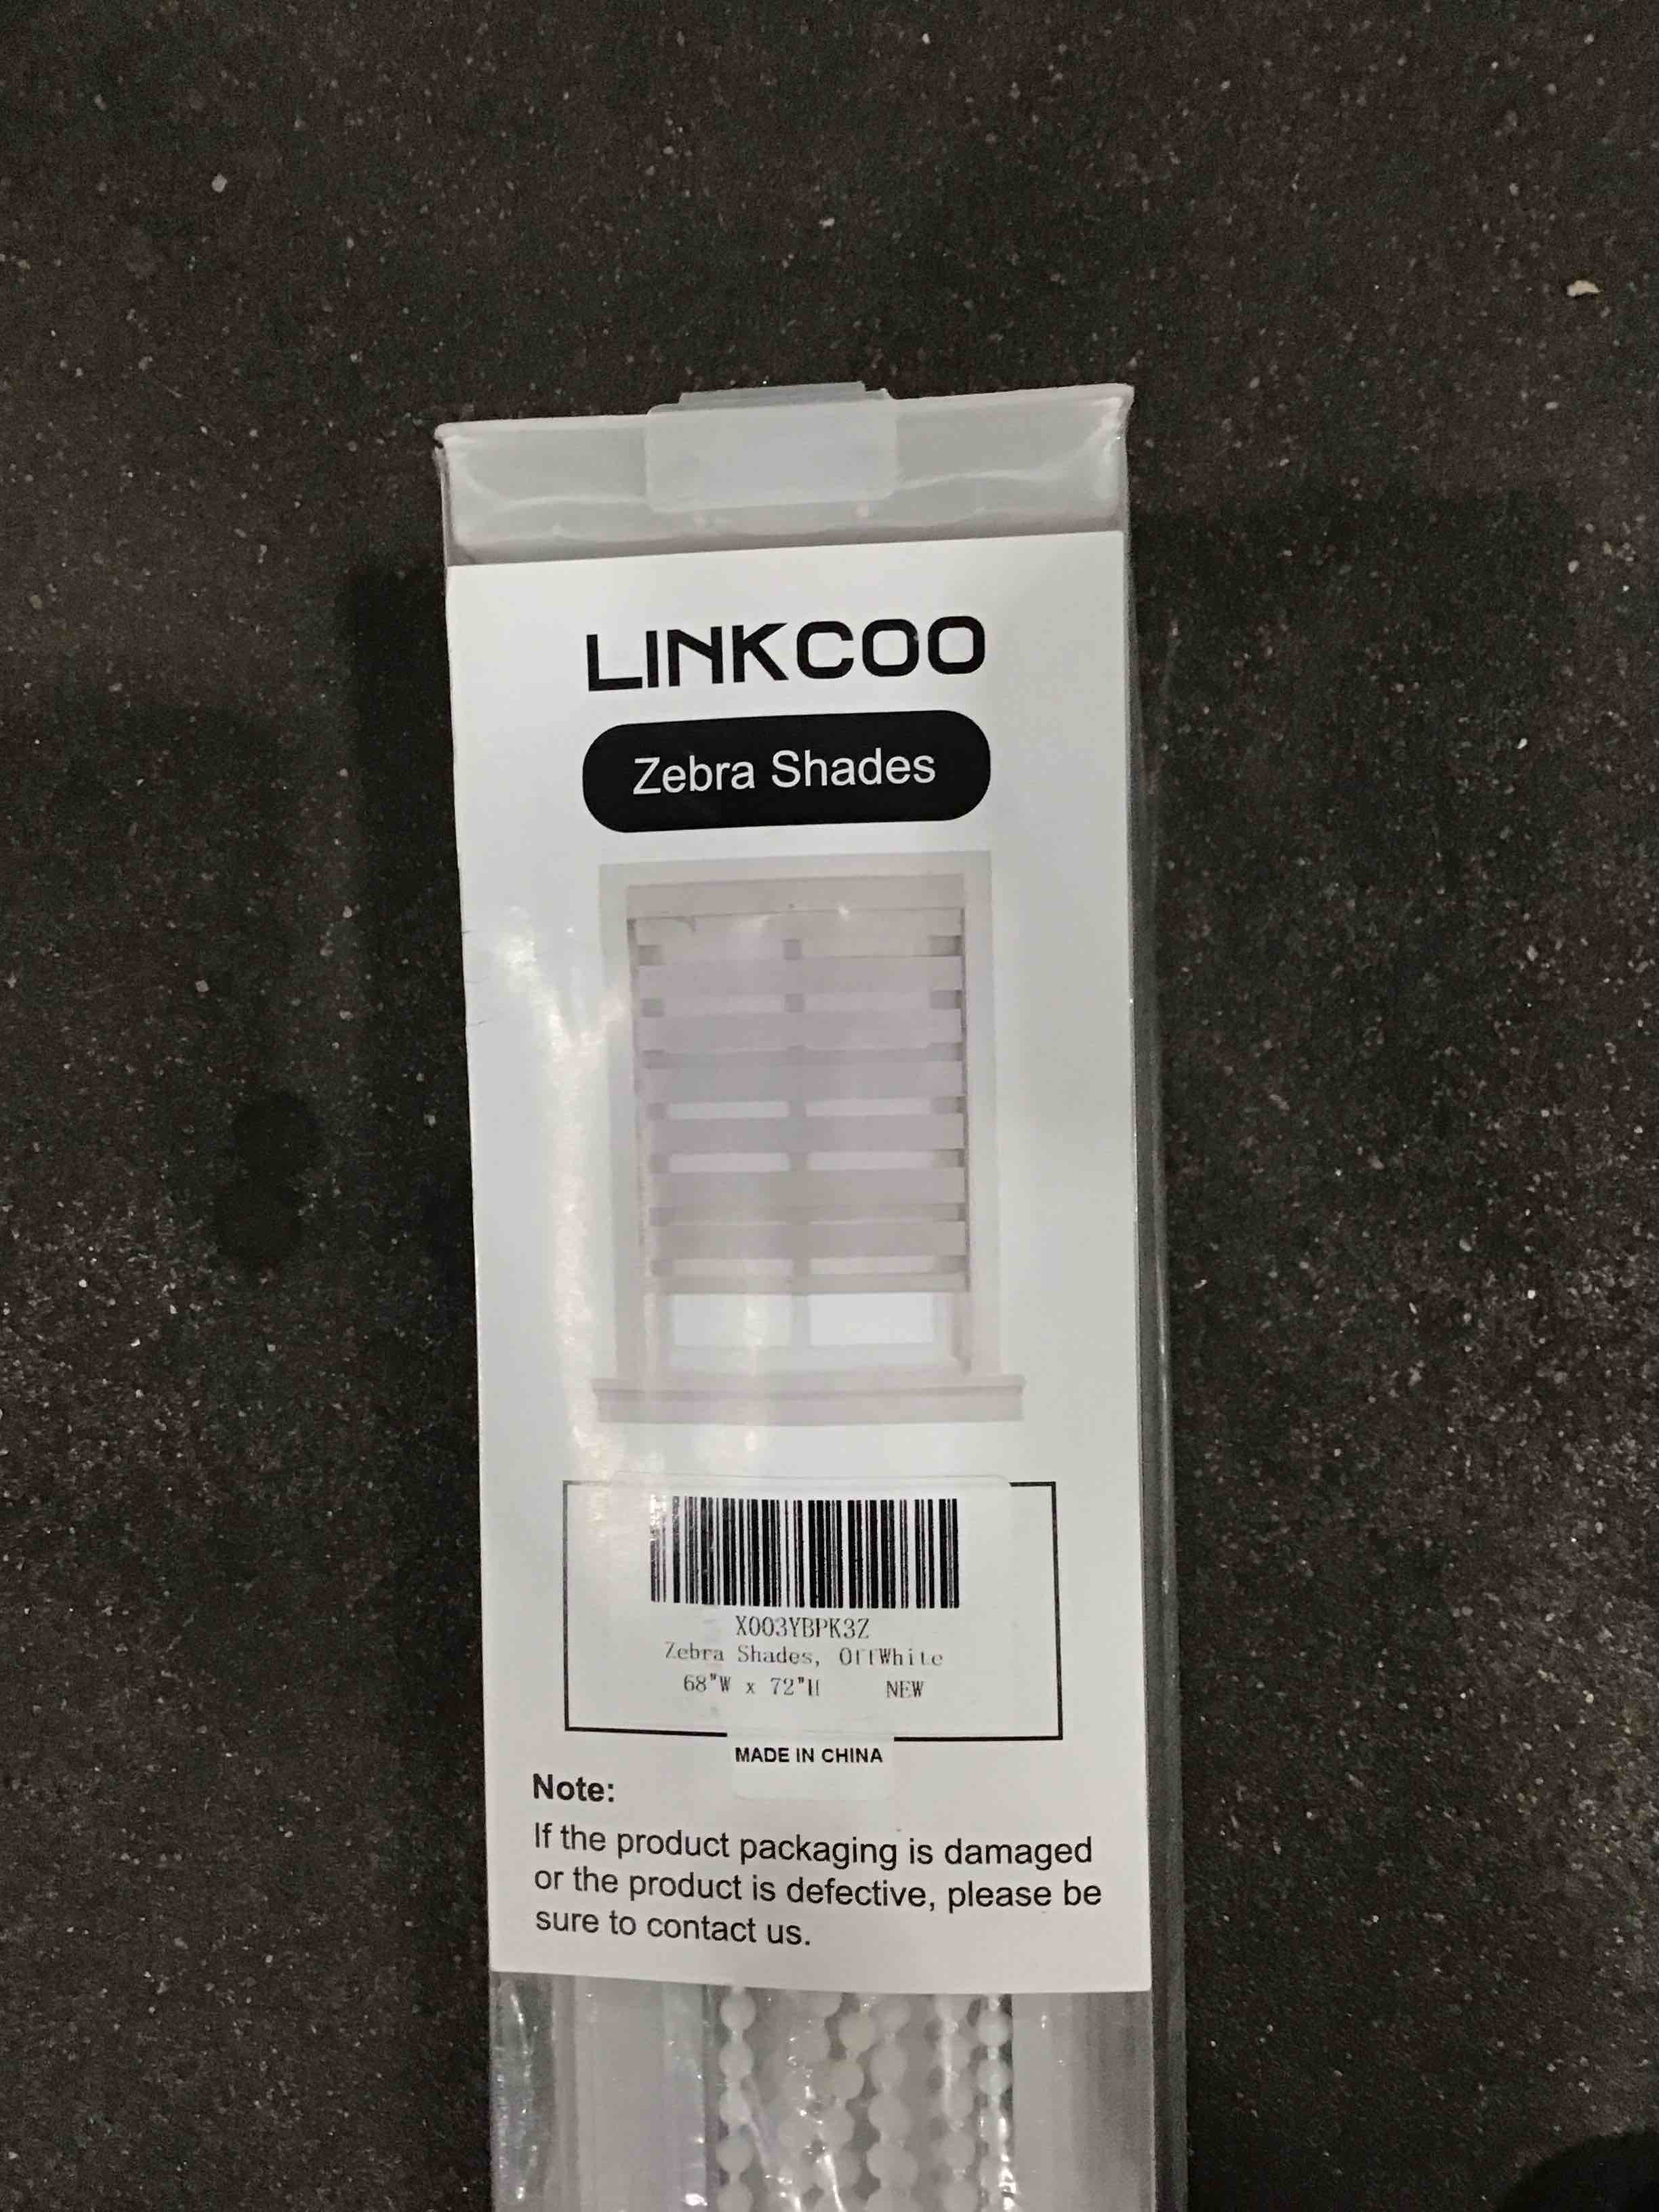 LINKCOO
Zebra Shades
X003YBPK3Z
Zebra Shades, OffWhite
68"W x 72"H NEW
MADE IN CHINA
Note:
If the product packaging is damaged
or the product is defective, please be
sure to contact us.